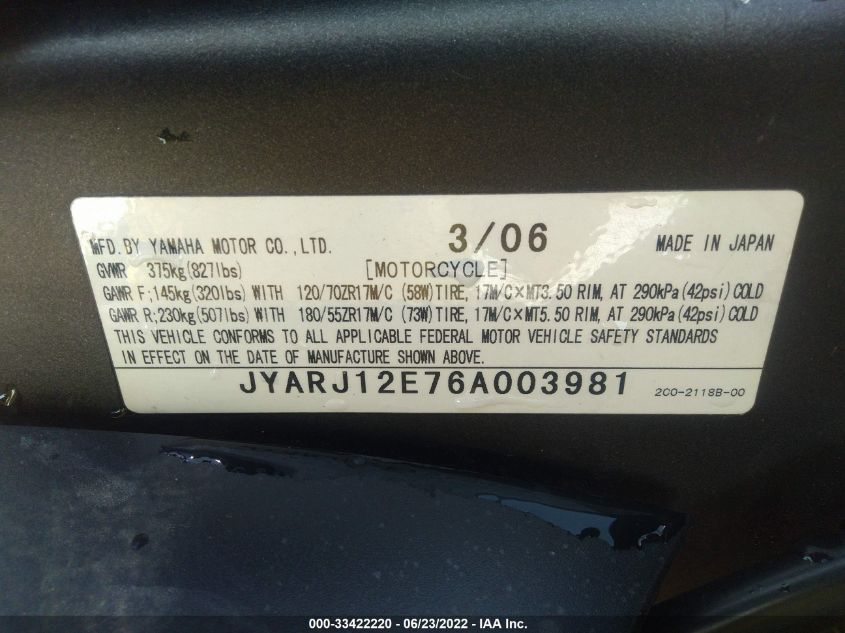 MFD. BY YAMAHA MOTOR CO.,LTD. 3/06 MADE IN JAPAN
GVWR 375kg(827lbs) [MOTORCYCLE]
GAWR F;145kg(320lbs) WITH 120/70ZR17M/C (58W)TIRE, 17M/C×MT3.50 RIM, AT 290kPa(42psi)COLD
GAWR R;230kg(507lbs) WITH 180/55ZR17M/C (73W)TIRE, 17M/C×MT5.50 RIM, AT 290kPa(42psi)COLD
THIS VEHICLE CONFORMS TO ALL APPLICABLE FEDERAL MOTOR VEHICLE SAFETY STANDARDS
IN EFFECT ON THE DATE OF MANUFACTURE SHOWN ABOVE.
JYARJ12E76A003981 2C0-2118B-00
000-33422220 - 06/23/2022 - IAA Inc.